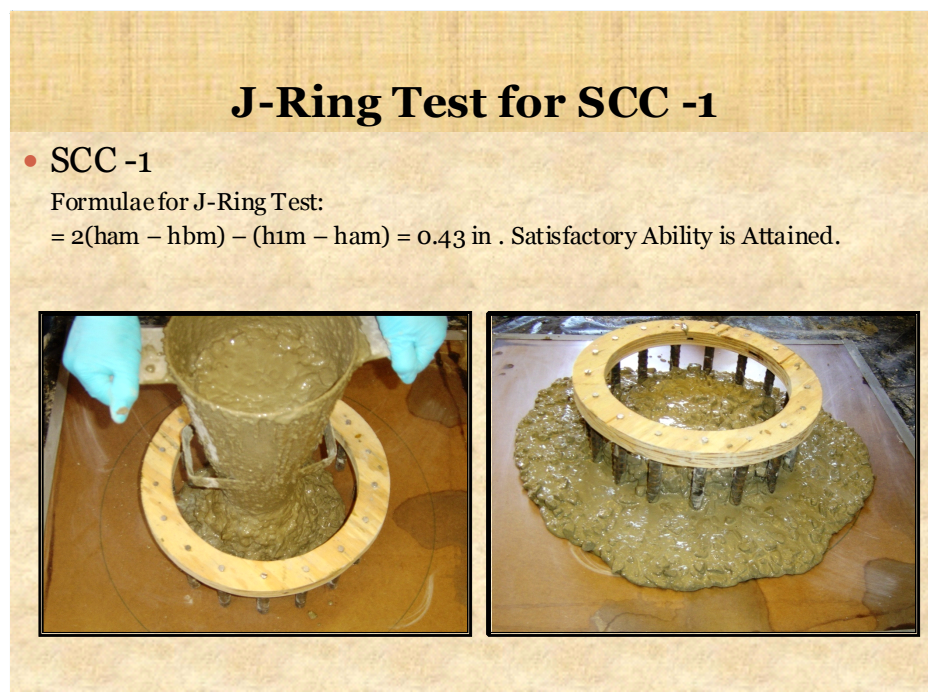 J-Ring Test for SCC -1
• SCC -1
Formulae for J-Ring Test:
= 2(ham – hbm) – (h1m – ham) = 0.43 in . Satisfactory Ability is Attained.